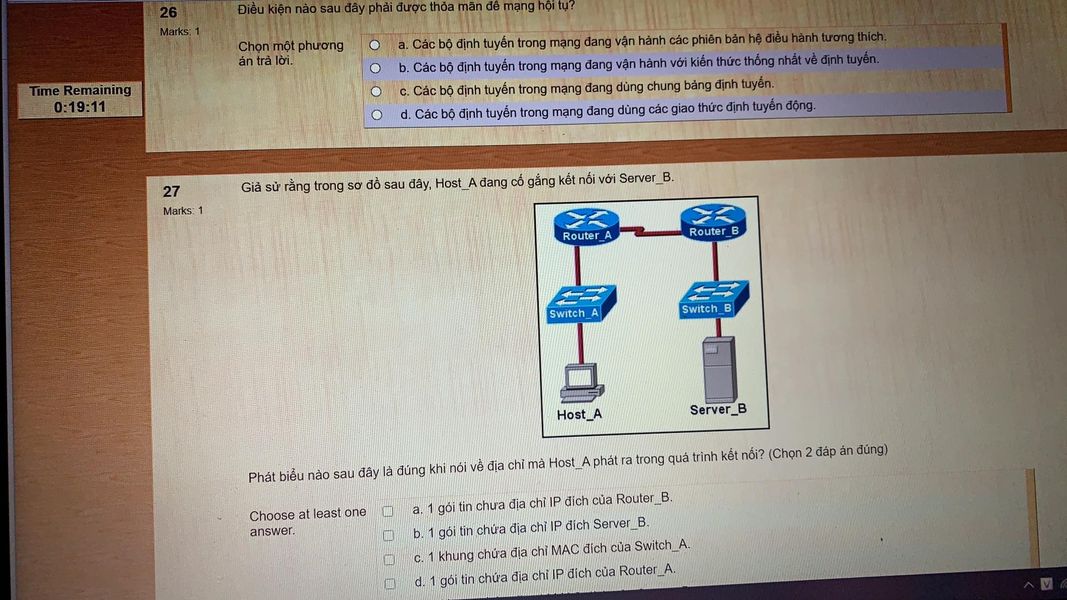 Time Remaining
0:19:11
26
Marks: 1
Điều kiện nào sau đây phải được thỏa mãn để mạng hội tụ?
Chọn một phương
án trả lời.
a. Các bộ định tuyến trong mạng đang vận hành các phiên bản hệ điều hành tương thích.
b. Các bộ định tuyến trong mạng đang vận hành với kiến thức thống nhất về định tuyến.
c. Các bộ định tuyến trong mạng đang dùng chung bảng định tuyến.
d. Các bộ định tuyến trong mạng đang dùng các giao thức định tuyến động.
27
Marks: 1
Giả sử rằng trong sơ đồ sau đây, Host_A đang cố gắng kết nối với Server_B.
Router_A
Router_B
Switch_A
Switch_B
Host_A
Server_B
Phát biểu nào sau đây là đúng khi nói về địa chỉ mà Host_A phát ra trong quá trình kết nối? (Chọn 2 đáp án đúng)
Choose at least one
answer.
a. 1 gói tin chưa địa chỉ IP đích của Router_B.
b. 1 gói tin chứa địa chỉ IP đích Server_B.
c. 1 khung chứa địa chỉ MAC đích của Switch_A.
d. 1 gói tin chứa địa chỉ IP đích của Router_A.
V